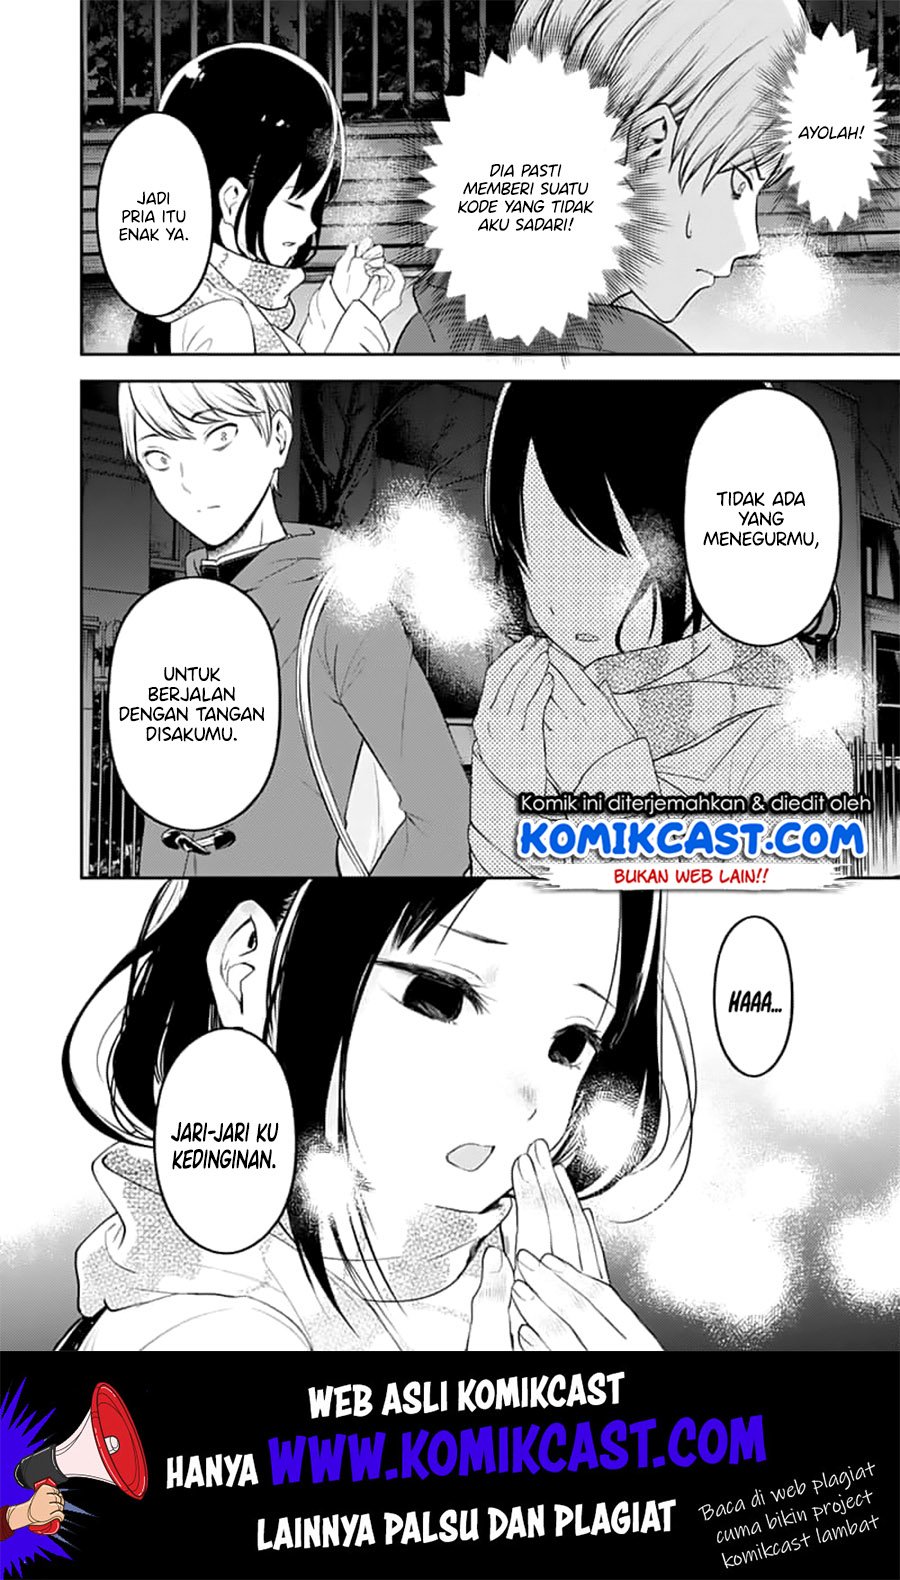 AYOLAH!
DIA PASTI
MEMBERI SUATU
KODE YANG TIDAK
AKU SADARI!
JADI
PRIA ITU
ENAK YA.
TIDAK ADA
YANG
MENEGURMU,
UNTUK
BERJALAN
DENGAN TANGAN
DISAKUMU.
Komik ini diterjemahkan & diedit oleh
KOMIKCAST.COM
BUKAN WEB LAIN!!
HAAA...
JARI-JARI KU
KEDINGINAN.
WEB ASLI KOMIKCAST
HANYA WWW.KOMIKCAST.COM
LAINNYA PALSU DAN PLAGIAT
Baca di web plagiat
cuma bikin project
komikcast lambat